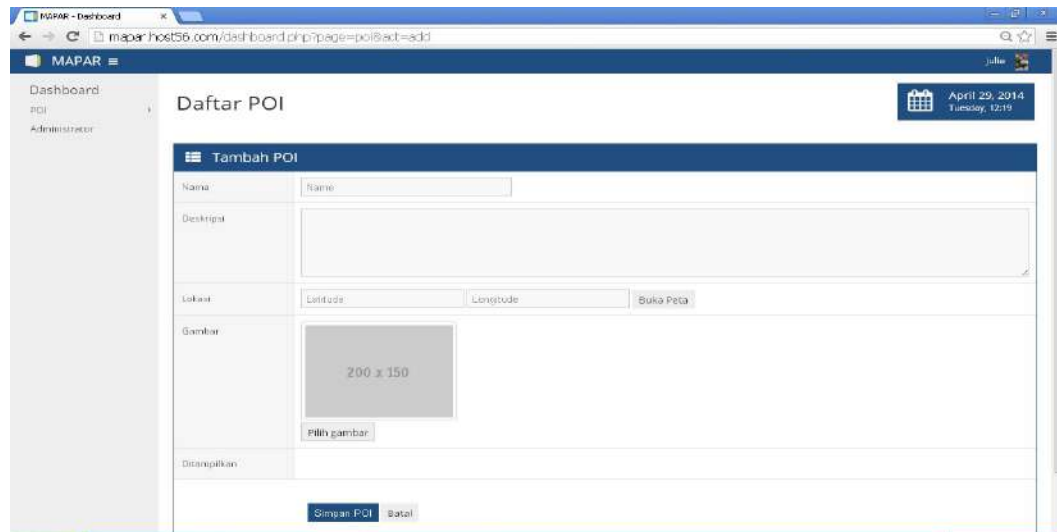 MAPAR - Dashboard
mapar.host56.com/dashboard.php?page=poi&act=add
MAPAR
julie
Dashboard
POI
Administrator
Daftar POI
April 29, 2014
Tuesday, 12:19
Tambah POI
Nama
Name
Deskripsi
Lokasi
Latitude
Longitude
Buka Peta
Gambar
200 x 150
Pilih gambar
Ditampilkan
Simpan POI
Batal